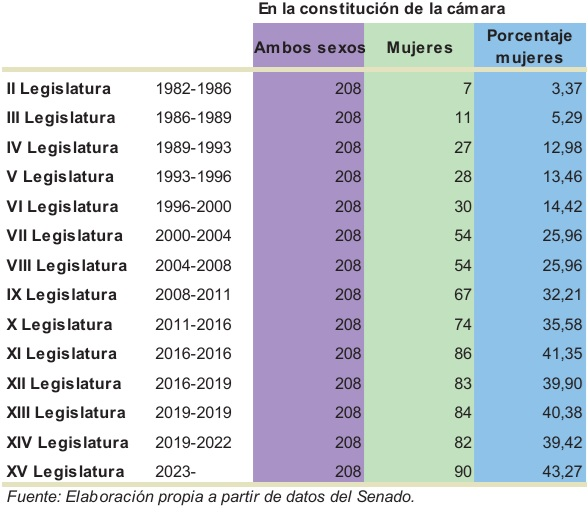 En la constitución de la cámara
Ambos sexos Mujeres Porcentaje mujeres
II Legislatura 1982-1986 208 7 3,37
III Legislatura 1986-1989 208 11 5,29
IV Legislatura 1989-1993 208 27 12,98
V Legislatura 1993-1996 208 28 13,46
VI Legislatura 1996-2000 208 30 14,42
VII Legislatura 2000-2004 208 54 25,96
VIII Legislatura 2004-2008 208 54 25,96
IX Legislatura 2008-2011 208 67 32,21
X Legislatura 2011-2016 208 74 35,58
XI Legislatura 2016-2016 208 86 41,35
XII Legislatura 2016-2019 208 83 39,90
XIII Legislatura 2019-2019 208 84 40,38
XIV Legislatura 2019-2022 208 82 39,42
XV Legislatura 2023- 208 90 43,27
Fuente: Elaboración propia a partir de datos del Senado.